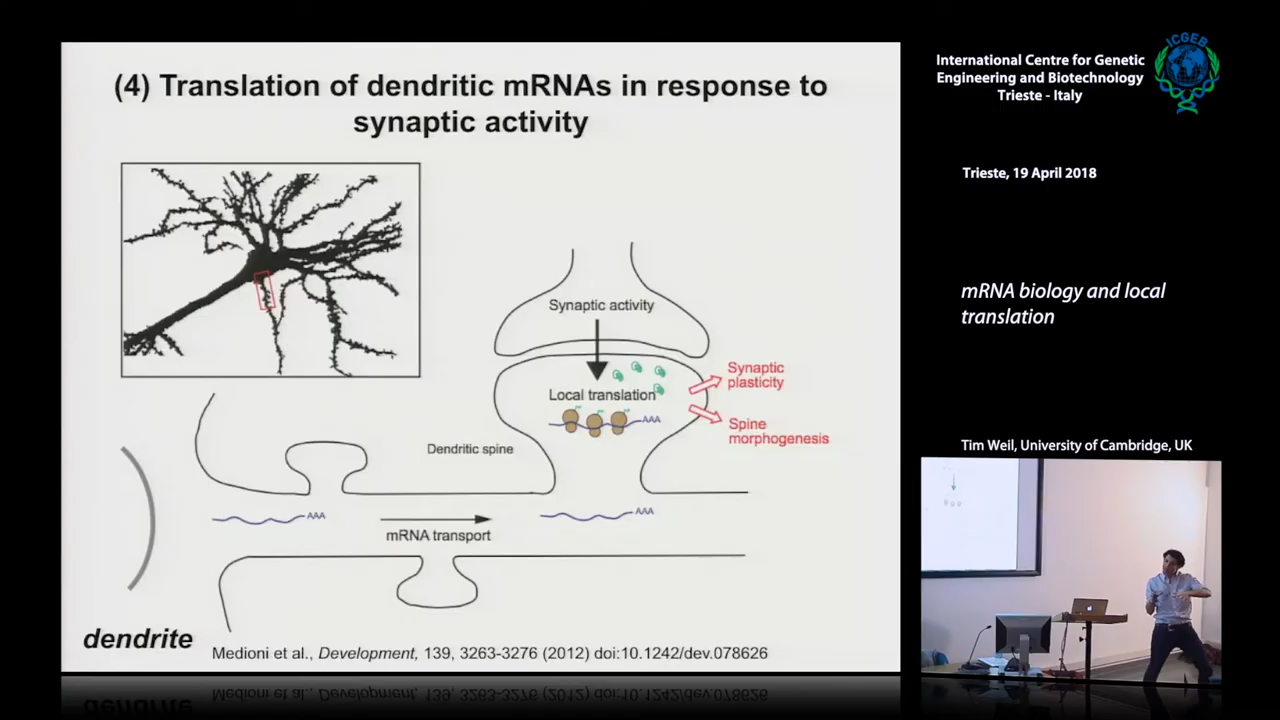 (4) Translation of dendritic mRNAs in response to
synaptic activity
Synaptic activity
Local translation
AAA
Synaptic
plasticity
Spine
morphogenesis
Dendritic spine
AAA
mRNA transport
AAA
dendrite
Medioni et al., Development, 139, 3263-3276 (2012) doi:10.1242/dev.078626
International Centre for Genetic
Engineering and Biotechnology
Trieste - Italy
ICGEB
Trieste, 19 April 2018
mRNA biology and local
translation
Tim Weil, University of Cambridge, UK